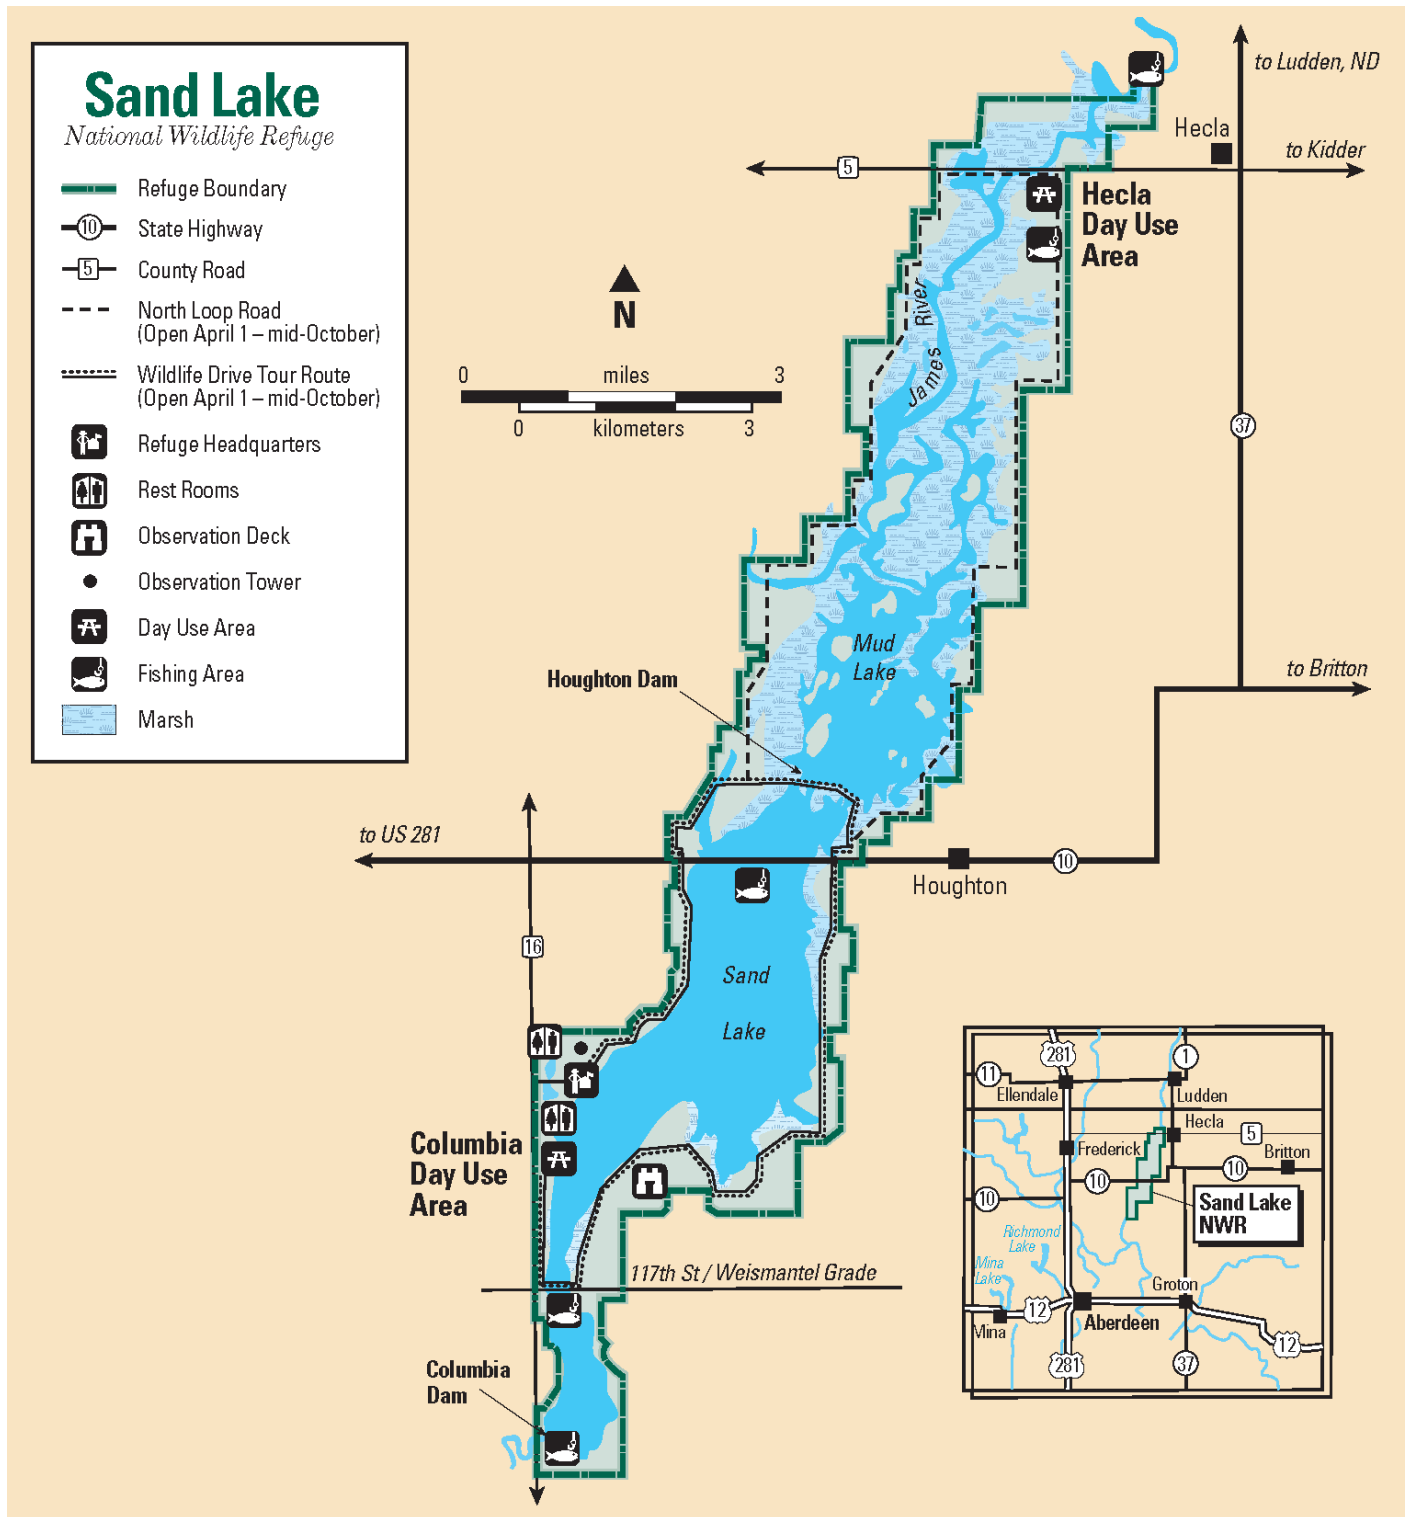 Sand Lake
National Wildlife Refuge
Refuge Boundary
10
State Highway
5
County Road
North Loop Road
(Open April 1 – mid-October)
Wildlife Drive Tour Route
(Open April 1 – mid-October)
Refuge Headquarters
Rest Rooms
Observation Deck
Observation Tower
Day Use Area
Fishing Area
Marsh
N
0 miles 3
0 kilometers 3
to Ludden, ND
Hecla
to Kidder
5
Hecla
Day Use
Area
James River
37
Mud
Lake
to Britton
Houghton Dam
to US 281
Houghton
10
16
Sand
Lake
Columbia
Day Use
Area
117th St / Weismantel Grade
Columbia
Dam
281
1
11
Ellendale
Ludden
Hecla
5
Frederick
Britton
10
10
10
Sand Lake
NWR
Richmond
Lake
Mina
Lake
Groton
12
Mina
Aberdeen
12
281
37